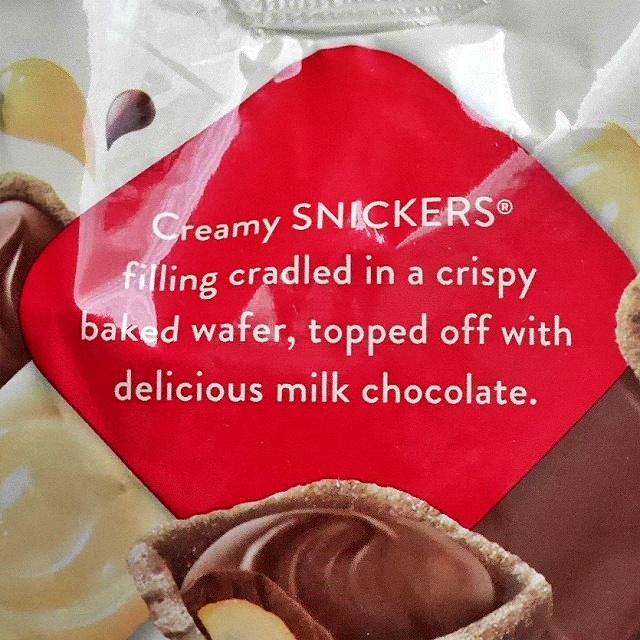 Creamy SNICKERS®
filling cradled in a crispy
baked wafer, topped off with
delicious milk chocolate.